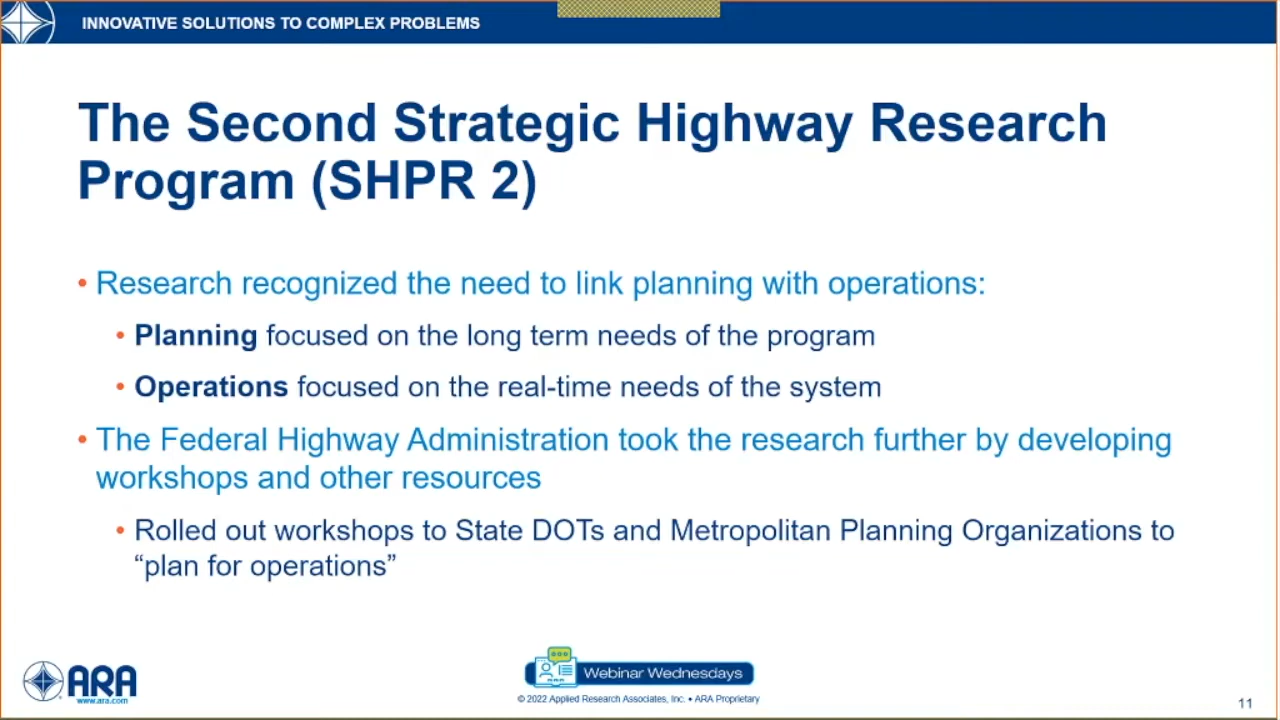 INNOVATIVE SOLUTIONS TO COMPLEX PROBLEMS
The Second Strategic Highway Research
Program (SHPR 2)
• Research recognized the need to link planning with operations:
• Planning focused on the long term needs of the program
• Operations focused on the real-time needs of the system
• The Federal Highway Administration took the research further by developing
workshops and other resources
• Rolled out workshops to State DOTs and Metropolitan Planning Organizations to
“plan for operations”
ARA
www.ara.com
Webinar Wednesdays
© 2022 Applied Research Associates, Inc. • ARA Proprietary
11